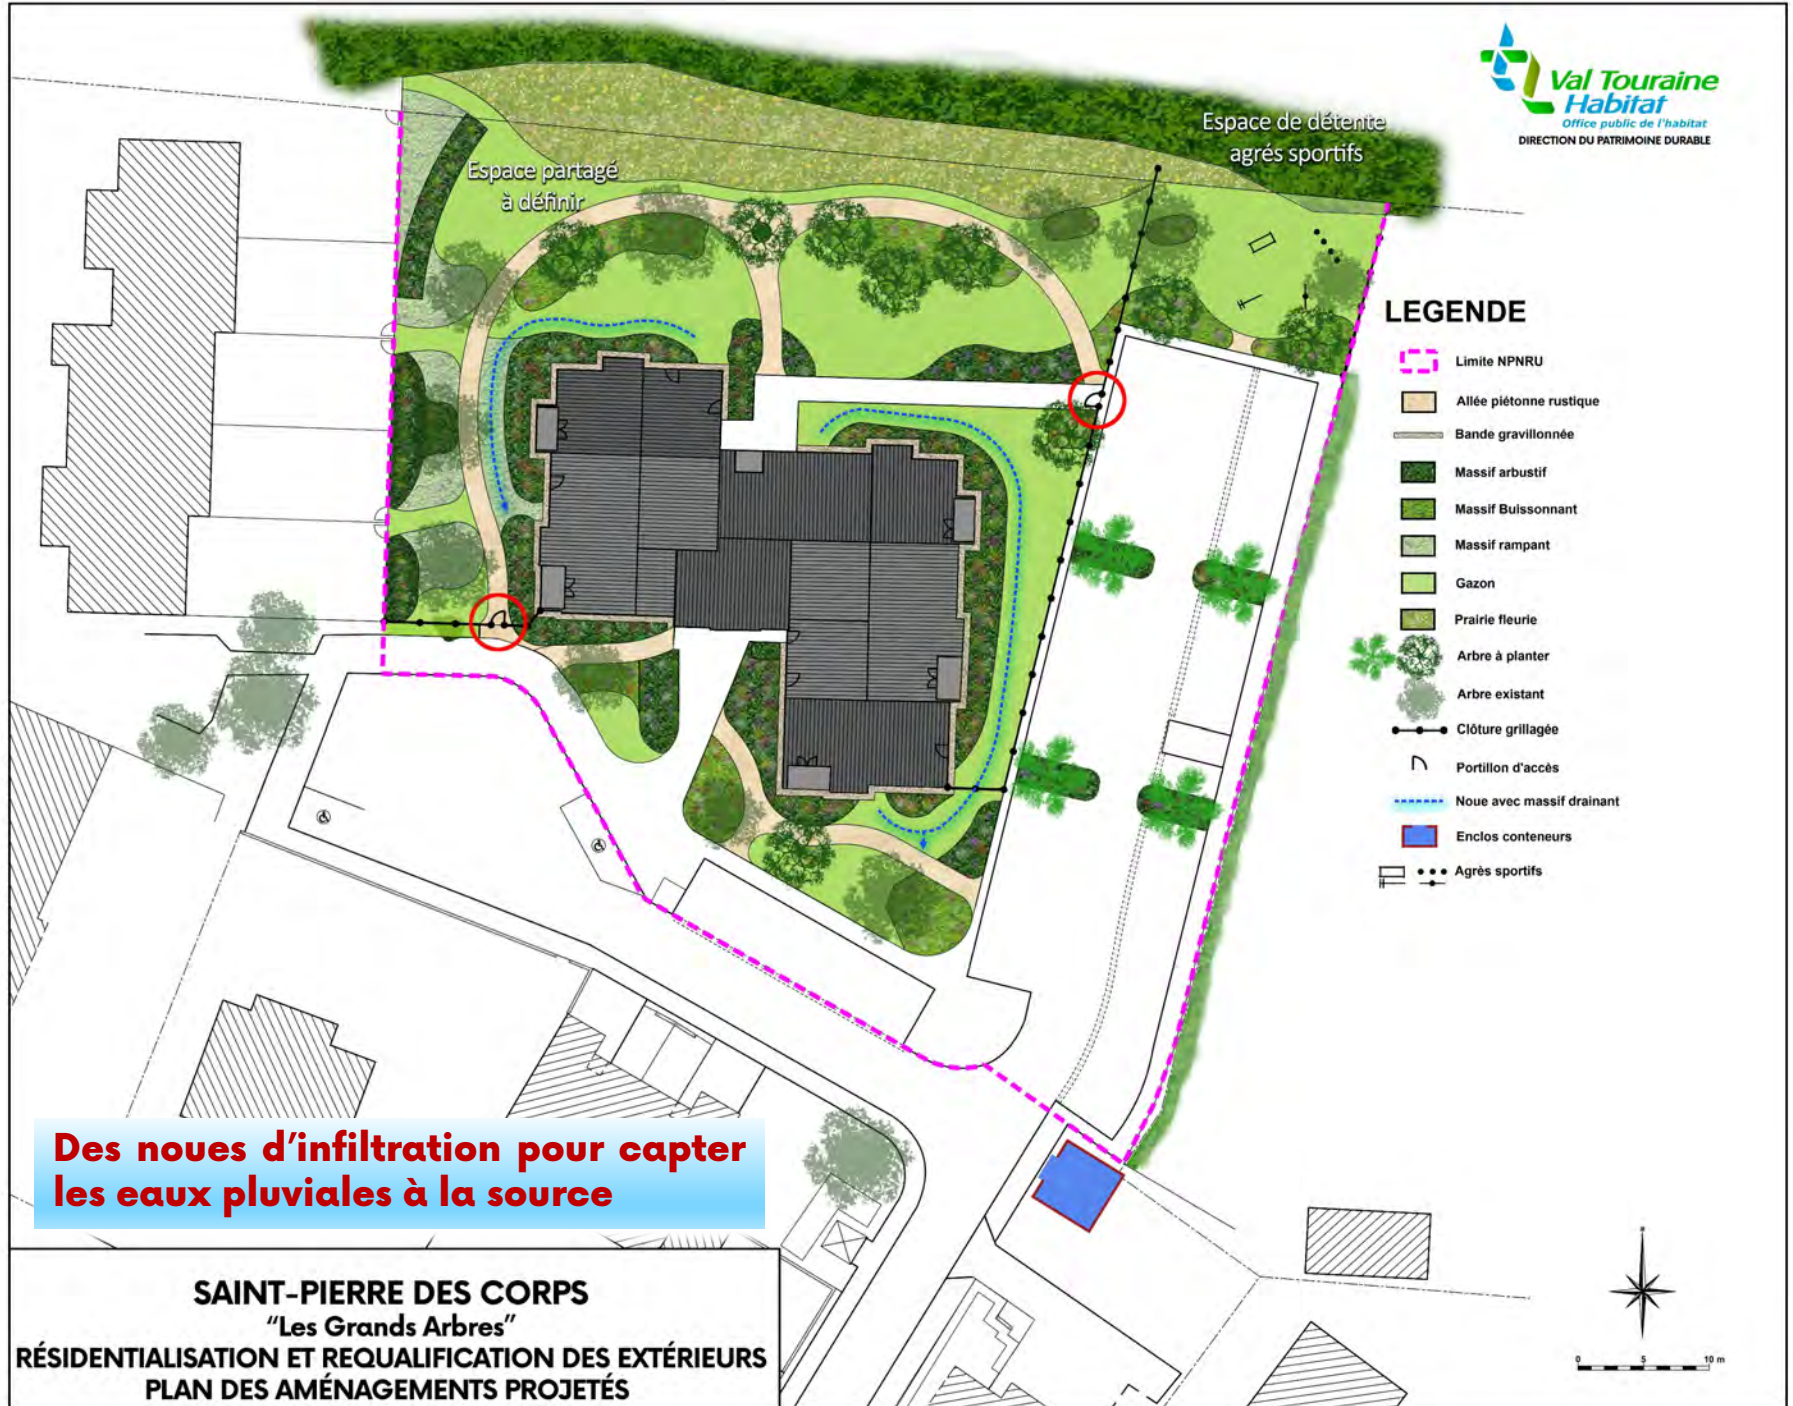 Val Touraine
Habitat
Office public de l'habitat
DIRECTION DU PATRIMOINE DURABLE
Espace de détente
agrés sportifs
Espace partagé
à définir
LEGENDE
Limite NPNRU
Allée piétonne rustique
Bande gravillonnée
Massif arbustif
Massif Buissonnant
Massif rampant
Gazon
Prairie fleurie
Arbre à planter
Arbre existant
Clôture grillagée
Portillon d'accès
Noue avec massif drainant
Enclos conteneurs
Agrès sportifs
Des noues d'infiltration pour capter
les eaux pluviales à la source
SAINT-PIERRE DES CORPS
"Les Grands Arbres"
RÉSIDENTIALISATION ET REQUALIFICATION DES EXTÉRIEURS
PLAN DES AMÉNAGEMENTS PROJETÉS
0 5 10 m